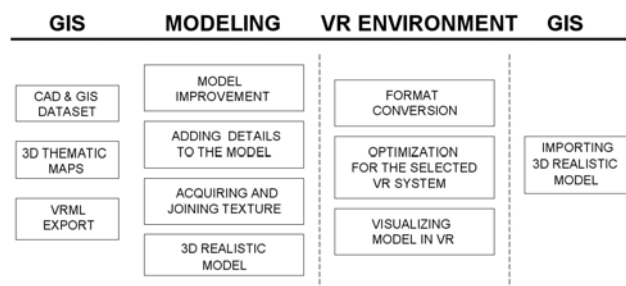 GIS
MODELING
VR ENVIRONMENT
GIS
CAD & GIS
DATASET
3D THEMATIC
MAPS
VRML
EXPORT
MODEL
IMPROVEMENT
ADDING DETAILS
TO THE MODEL
ACQUIRING AND
JOINING TEXTURE
3D REALISTIC
MODEL
FORMAT
CONVERSION
OPTIMIZATION
FOR THE SELECTED
VR SYSTEM
VISUALIZING
MODEL IN VR
IMPORTING
3D REALISTIC
MODEL